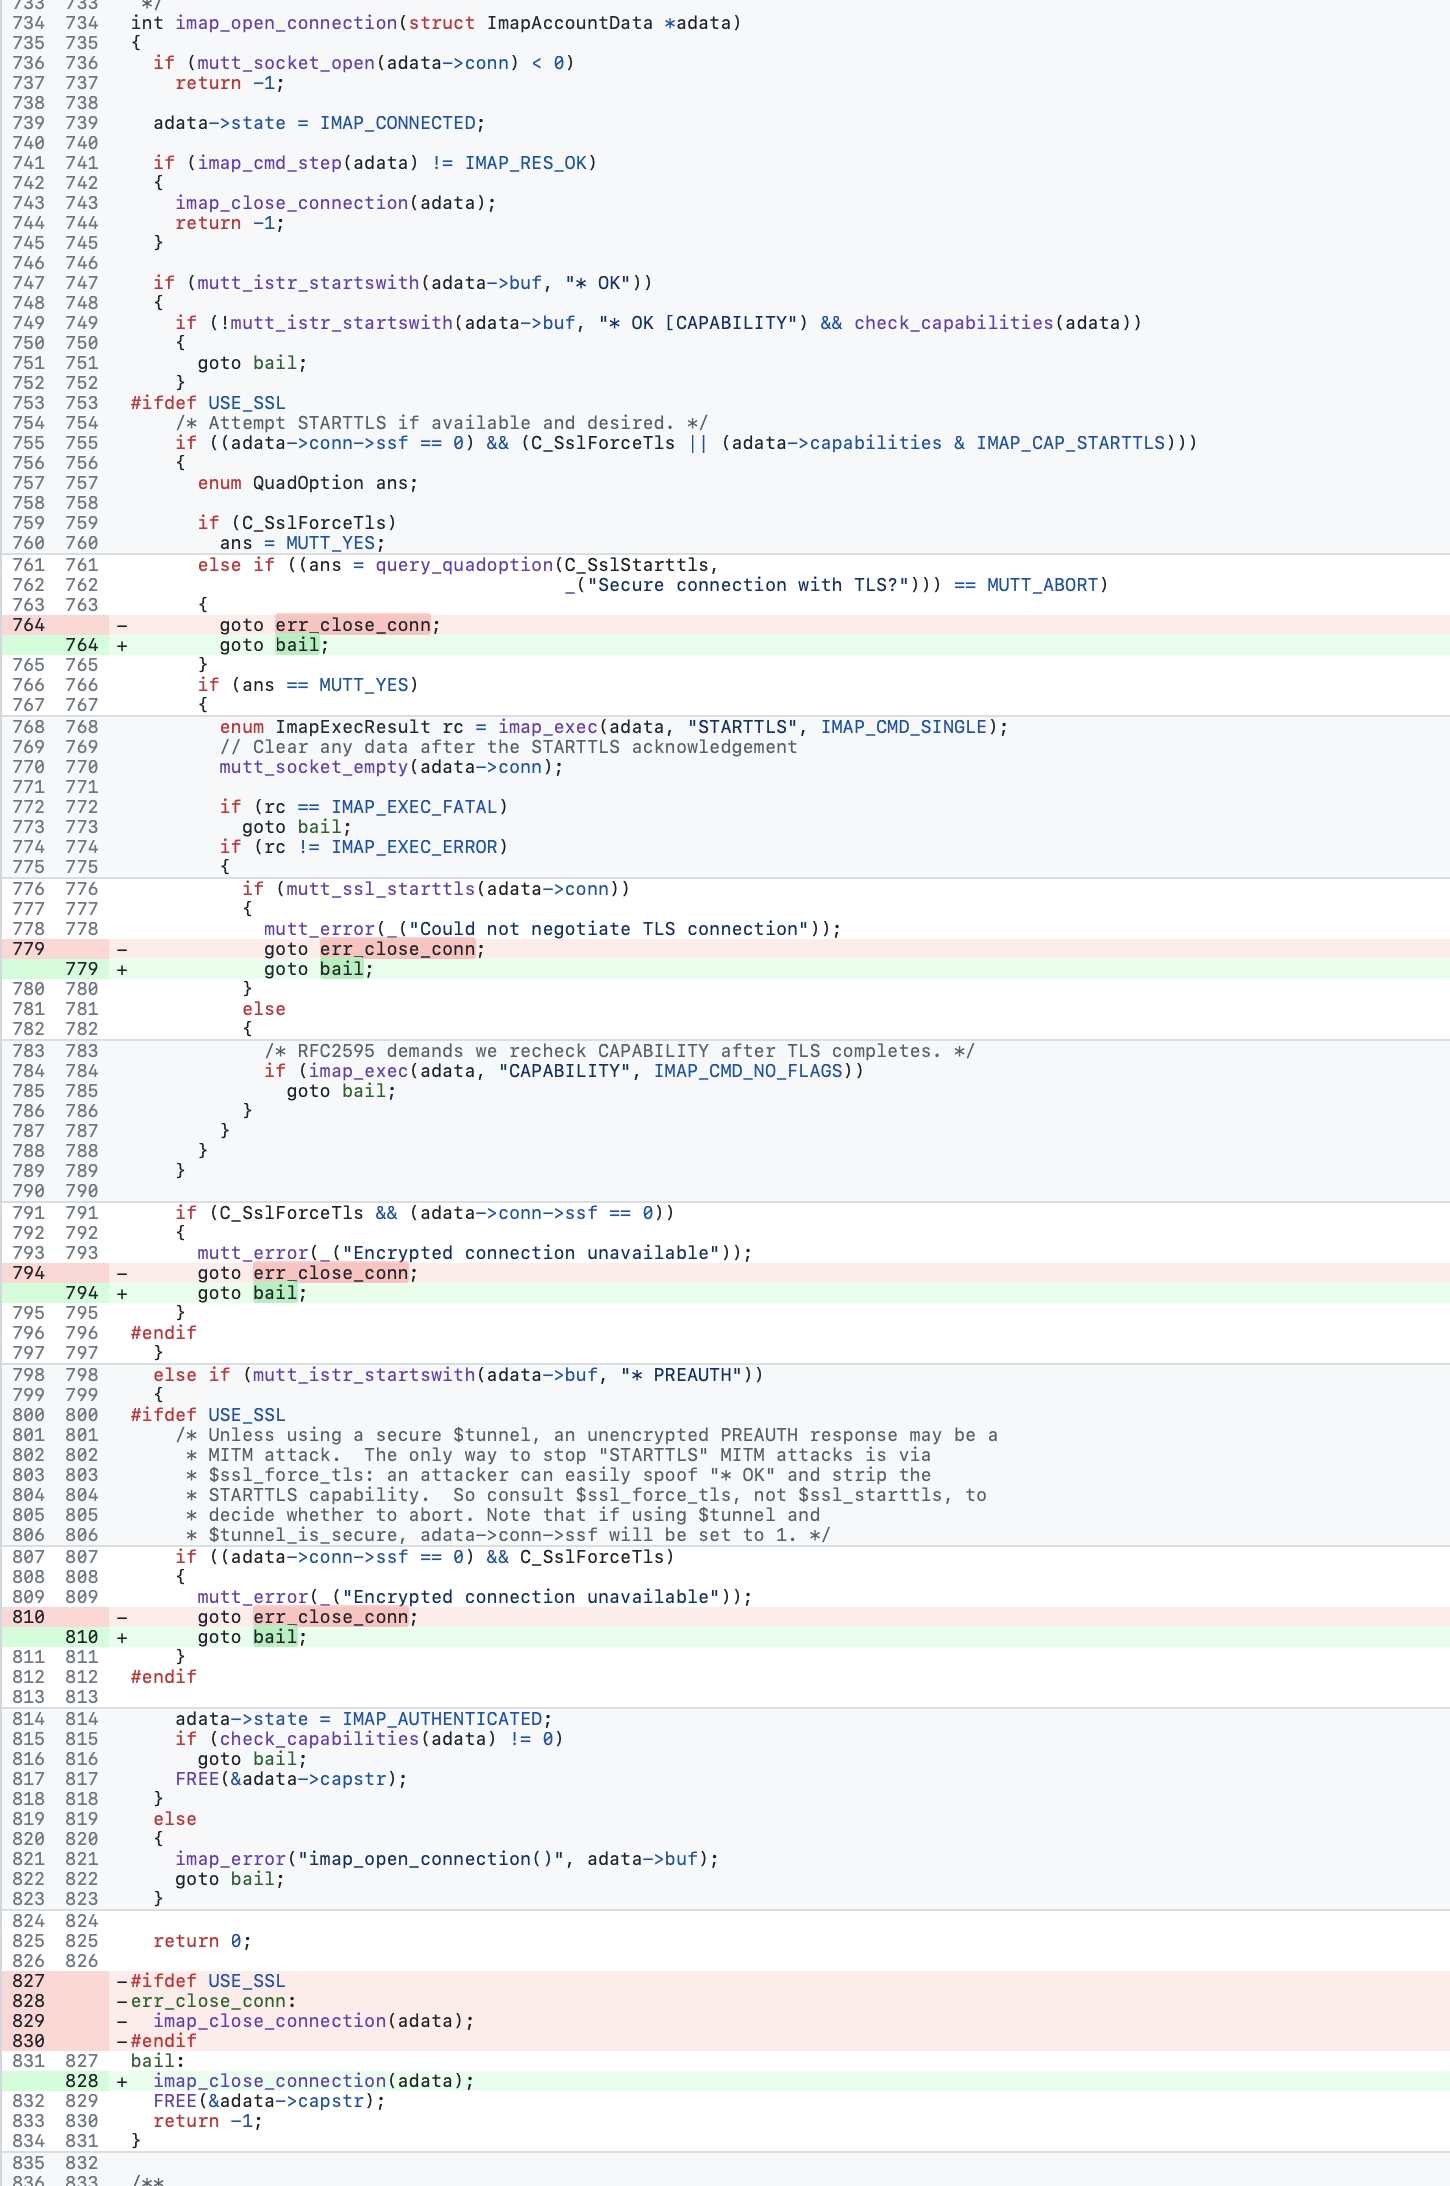 733 733 */
734 734 int imap_open_connection(struct ImapAccountData *adata)
735 735 {
736 736 if (mutt_socket_open(adata->conn) < 0)
737 737 return -1;
738 738
739 739 adata->state = IMAP_CONNECTED;
740 740
741 741 if (imap_cmd_step(adata) != IMAP_RES_OK)
742 742 {
743 743 imap_close_connection(adata);
744 744 return -1;
745 745 }
746 746
747 747 if (mutt_istr_startswith(adata->buf, "* OK"))
748 748 {
749 749 if (!mutt_istr_startswith(adata->buf, "* OK [CAPABILITY") && check_capabilities(adata))
750 750 {
751 751 goto bail;
752 752 }
753 753 #ifdef USE_SSL
754 754 /* Attempt STARTTLS if available and desired. */
755 755 if ((adata->conn->ssf == 0) && (C_SslForceTls || (adata->capabilities & IMAP_CAP_STARTTLS)))
756 756 {
757 757 enum QuadOption ans;
758 758
759 759 if (C_SslForceTls)
760 760 ans = MUTT_YES;
761 761 else if ((ans = query_quadoption(C_SslStarttls,
762 762 _("Secure connection with TLS?"))) == MUTT_ABORT)
763 763 {
764 - goto err_close_conn;
764 + goto bail;
765 765 }
766 766 if (ans == MUTT_YES)
767 767 {
768 768 enum ImapExecResult rc = imap_exec(adata, "STARTTLS", IMAP_CMD_SINGLE);
769 769 // Clear any data after the STARTTLS acknowledgement
770 770 mutt_socket_empty(adata->conn);
771 771
772 772 if (rc == IMAP_EXEC_FATAL)
773 773 goto bail;
774 774 if (rc != IMAP_EXEC_ERROR)
775 775 {
776 776 if (mutt_ssl_starttls(adata->conn))
777 777 {
778 778 mutt_error(_("Could not negotiate TLS connection"));
779 - goto err_close_conn;
779 + goto bail;
780 780 }
781 781 else
782 782 {
783 783 /* RFC2595 demands we recheck CAPABILITY after TLS completes. */
784 784 if (imap_exec(adata, "CAPABILITY", IMAP_CMD_NO_FLAGS))
785 785 goto bail;
786 786 }
787 787 }
788 788 }
789 789 }
790 790
791 791 if (C_SslForceTls && (adata->conn->ssf == 0))
792 792 {
793 793 mutt_error(_("Encrypted connection unavailable"));
794 - goto err_close_conn;
794 + goto bail;
795 795 }
796 796 #endif
797 797 }
798 798 else if (mutt_istr_startswith(adata->buf, "* PREAUTH"))
799 799 {
800 800 #ifdef USE_SSL
801 801 /* Unless using a secure $tunnel, an unencrypted PREAUTH response may be a
802 802 * MITM attack. The only way to stop "STARTTLS" MITM attacks is via
803 803 * $ssl_force_tls: an attacker can easily spoof "* OK" and strip the
804 804 * STARTTLS capability. So consult $ssl_force_tls, not $ssl_starttls, to
805 805 * decide whether to abort. Note that if using $tunnel and
806 806 * $tunnel_is_secure, adata->conn->ssf will be set to 1. */
807 807 if ((adata->conn->ssf == 0) && C_SslForceTls)
808 808 {
809 809 mutt_error(_("Encrypted connection unavailable"));
810 - goto err_close_conn;
810 + goto bail;
811 811 }
812 812 #endif
813 813
814 814 adata->state = IMAP_AUTHENTICATED;
815 815 if (check_capabilities(adata) != 0)
816 816 goto bail;
817 817 FREE(&adata->capstr);
818 818 }
819 819 else
820 820 {
821 821 imap_error("imap_open_connection()", adata->buf);
822 822 goto bail;
823 823 }
824 824
825 825 return 0;
826 826
827 -#ifdef USE_SSL
828 -err_close_conn:
829 - imap_close_connection(adata);
830 -#endif
831 827 bail:
828 + imap_close_connection(adata);
832 829 FREE(&adata->capstr);
833 830 return -1;
834 831 }
835 832
836 833 /**